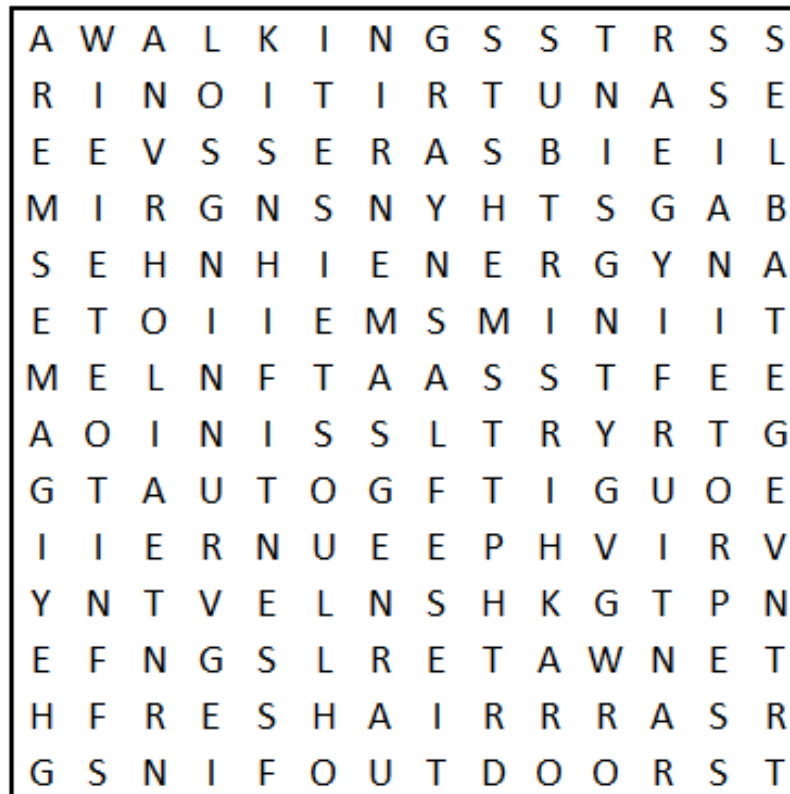 A W A L K I N G S S T R S S
R I N O I T I R T U N A S E
E E V S S E R A S B I E I L
M I R G N S N Y H T S G A B
S E H N H I E N E R G Y N A
E T O I I E M S M I N I I T
M E L N F T A A S S T F E E
A O I N I S S L T R Y R T G
G T A U T O G F T I G U O E
I I E R N U E E P H V I R V
Y N T V E L N S H K G T P N
E F N G S L R E T A W N E T
H F R E S H A I R R R A S R
G S N I F O U T D O O R S T